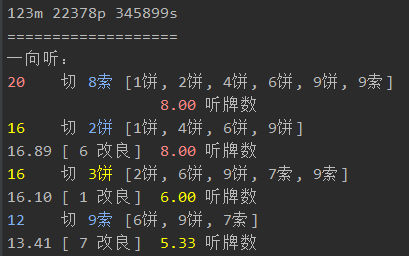 123m 22378p 345899s
===================
一向听:
20 切 8索 [1饼, 2饼, 4饼, 6饼, 9饼, 9索]
8.00 听牌数
16 切 2饼 [1饼, 4饼, 6饼, 9饼]
16.89 [ 6 改良] 8.00 听牌数
16 切 3饼 [2饼, 6饼, 9饼, 7索, 9索]
16.10 [ 1 改良] 6.00 听牌数
12 切 9索 [6饼, 9饼, 7索]
13.41 [ 7 改良] 5.33 听牌数